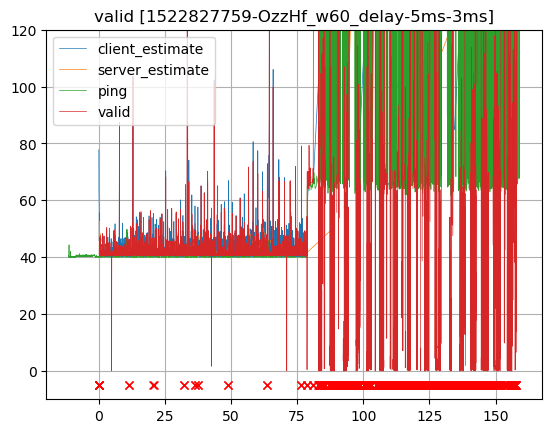 valid [1522827759-OzzHf_w60_delay-5ms-3ms]
client_estimate
server_estimate
ping
valid
120
100
80
60
40
20
0
0 25 50 75 100 125 150